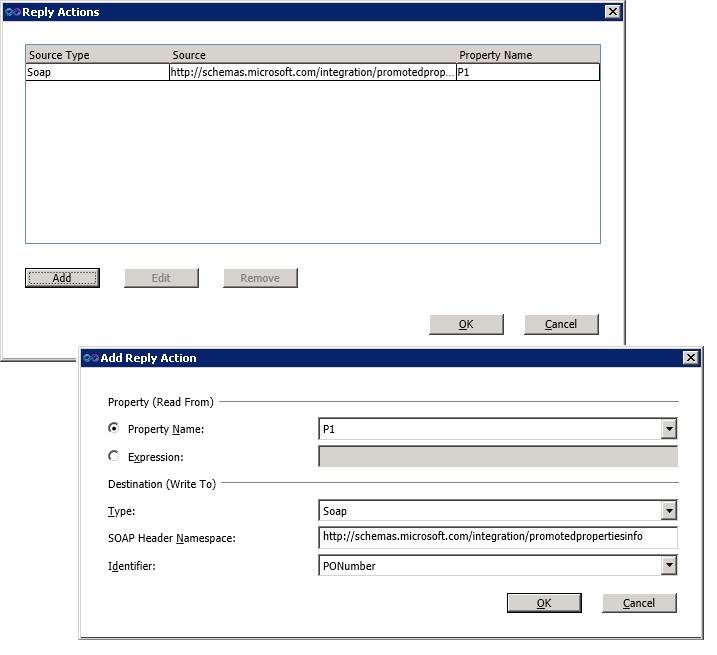 Reply Actions
Source Type Source Property Name
Soap http://schemas.microsoft.com/integration/promotedprop... P1
Add Edit Remove
OK Cancel
Add Reply Action
Property (Read From)
Property Name: P1
Expression:
Destination (Write To)
Type: Soap
SOAP Header Namespace: http://schemas.microsoft.com/integration/promotedpropertiesinfo
Identifier: PONumber
OK Cancel